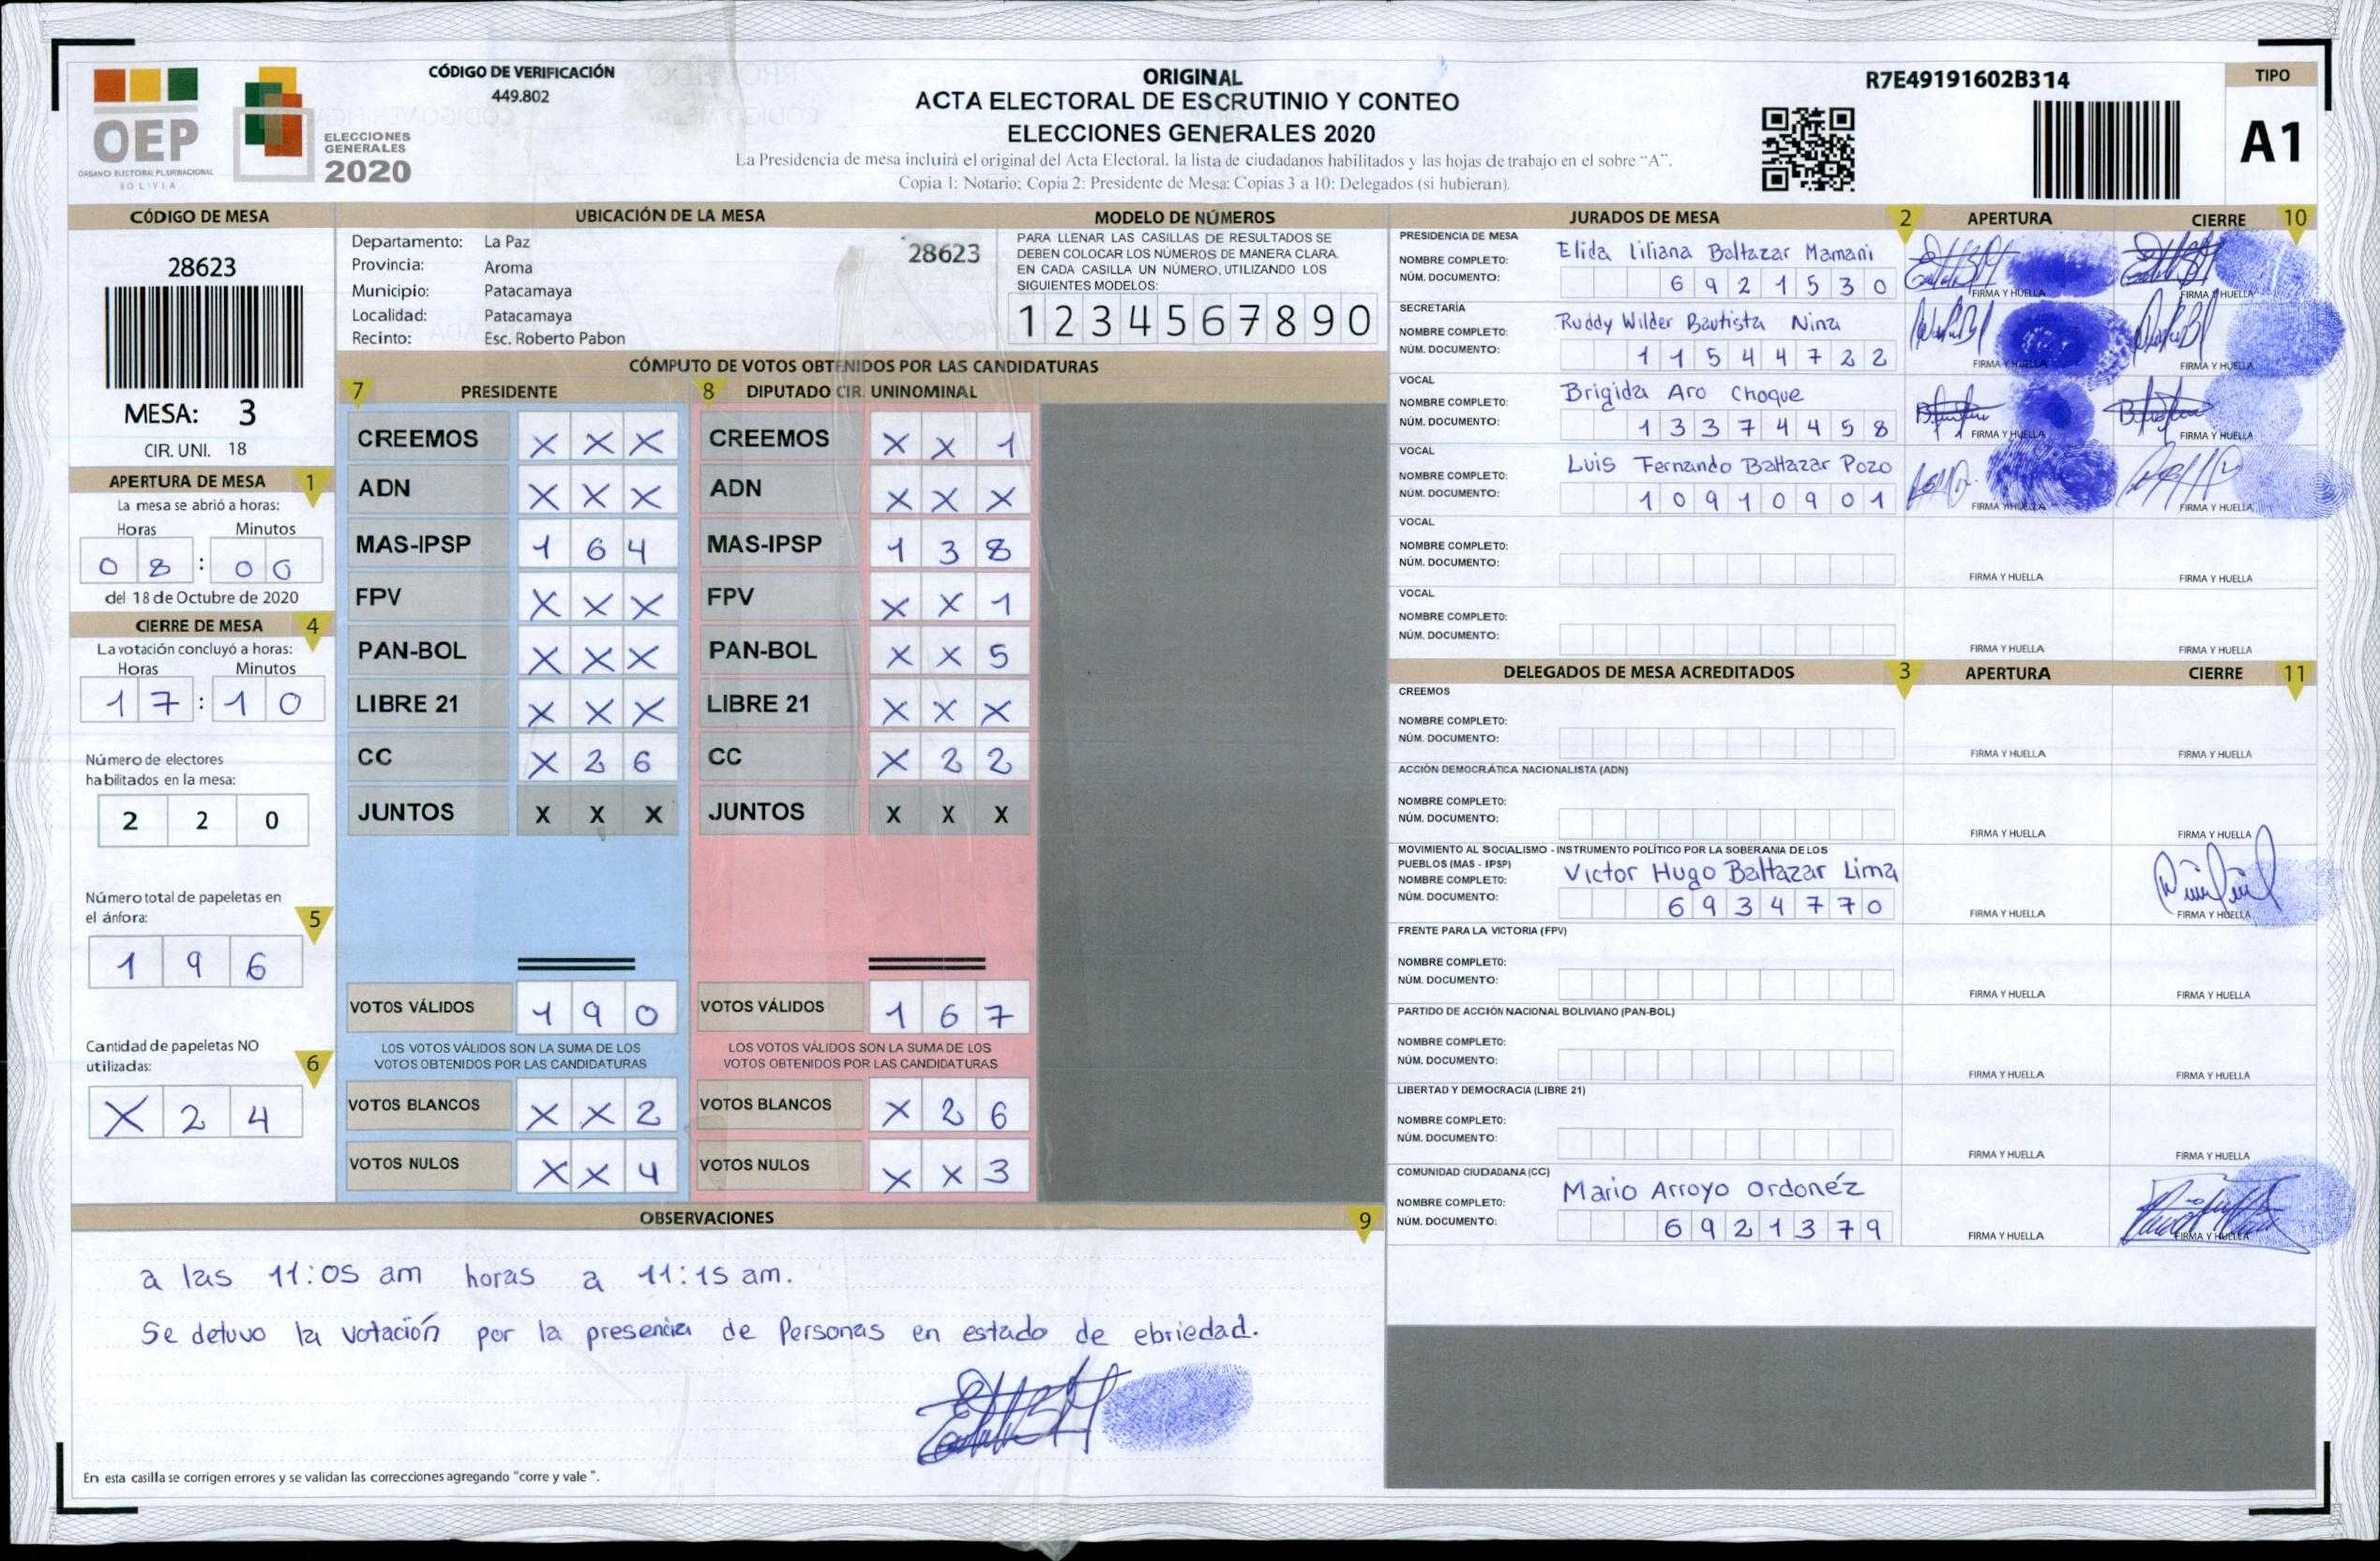 OEP
ÓRGANO ELECTORAL PLURINACIONAL
BOLIVIA
ELECCIONES
GENERALES
2020
CÓDIGO DE VERIFICACIÓN
449.802
ORIGINAL
ACTA ELECTORAL DE ESCRUTINIO Y CONTEO
ELECCIONES GENERALES 2020
La Presidencia de mesa incluirá el original del Acta Electoral, la lista de ciudadanos habilitados y las hojas de trabajo en el sobre “A”.
Copia 1: Notario; Copia 2: Presidente de Mesa; Copias 3 a 10: Delegados (si hubieran).
R7E49191602B314
TIPO
A1
CÓDIGO DE MESA
28623
MESA: 3
CIR. UNI. 18
APERTURA DE MESA 1
La mesa se abrió a horas:
Horas Minutos
08:00
del 18 de Octubre de 2020
CIERRE DE MESA 4
La votación concluyó a horas:
Horas Minutos
17:10
Número de electores
habilitados en la mesa:
2 2 0
Número total de papeletas en
el ánfora: 5
1 9 6
Cantidad de papeletas NO
utilizadas: 6
X 2 4
UBICACIÓN DE LA MESA
Departamento: La Paz
28623
Provincia: Aroma
Municipio: Patacamaya
Localidad: Patacamaya
Recinto: Esc. Roberto Pabon
MODELO DE NÚMEROS
PARA LLENAR LAS CASILLAS DE RESULTADOS SE
DEBEN COLOCAR LOS NÚMEROS DE MANERA CLARA.
EN CADA CASILLA UN NÚMERO, UTILIZANDO LOS
SIGUIENTES MODELOS:
1 2 3 4 5 6 7 8 9 0
CÓMPUTO DE VOTOS OBTENIDOS POR LAS CANDIDATURAS
7 PRESIDENTE
CREEMOS X X X
ADN X X X
MAS-IPSP 1 6 4
FPV X X X
PAN-BOL X X X
LIBRE 21 X X X
CC X 2 6
JUNTOS X X X
VOTOS VÁLIDOS 1 9 0
LOS VOTOS VÁLIDOS SON LA SUMA DE LOS
VOTOS OBTENIDOS POR LAS CANDIDATURAS
VOTOS BLANCOS X X 2
VOTOS NULOS X X 4
8 DIPUTADO CIR. UNINOMINAL
CREEMOS X X 1
ADN X X X
MAS-IPSP 1 3 8
FPV X X 1
PAN-BOL X X 5
LIBRE 21 X X X
CC X 2 2
JUNTOS X X X
VOTOS VÁLIDOS 1 6 7
LOS VOTOS VÁLIDOS SON LA SUMA DE LOS
VOTOS OBTENIDOS POR LAS CANDIDATURAS
VOTOS BLANCOS X 2 6
VOTOS NULOS X X 3
OBSERVACIONES 9
a las 11:05 am horas a 11:15 am.
Se detuvo la votación por la presencia de Personas en estado de ebriedad.
En esta casilla se corrigen errores y se validan las correcciones agregando "corre y vale ".
JURADOS DE MESA 2 APERTURA CIERRE 10
PRESIDENCIA DE MESA
NOMBRE COMPLETO: Elida Liliana Baltazar Mamani
NÚM. DOCUMENTO: 6 9 2 1 5 3 0
FIRMA Y HUELLA FIRMA Y HUELLA
SECRETARÍA
NOMBRE COMPLETO: Ruddy Wilder Bautista Nina
NÚM. DOCUMENTO: 1 1 5 4 4 7 2 2
FIRMA Y HUELLA FIRMA Y HUELLA
VOCAL
NOMBRE COMPLETO: Brigida Aro Choque
NÚM. DOCUMENTO: 1 3 3 7 4 4 5 8
FIRMA Y HUELLA FIRMA Y HUELLA
VOCAL
NOMBRE COMPLETO: Luis Fernando Baltazar Pozo
NÚM. DOCUMENTO: 1 0 9 1 0 9 0 1
FIRMA Y HUELLA FIRMA Y HUELLA
VOCAL
NOMBRE COMPLETO:
NÚM. DOCUMENTO:
FIRMA Y HUELLA FIRMA Y HUELLA
VOCAL
NOMBRE COMPLETO:
NÚM. DOCUMENTO:
FIRMA Y HUELLA FIRMA Y HUELLA
DELEGADOS DE MESA ACREDITADOS 3 APERTURA CIERRE 11
CREEMOS
NOMBRE COMPLETO:
NÚM. DOCUMENTO:
FIRMA Y HUELLA FIRMA Y HUELLA
ACCIÓN DEMOCRÁTICA NACIONALISTA (ADN)
NOMBRE COMPLETO:
NÚM. DOCUMENTO:
FIRMA Y HUELLA FIRMA Y HUELLA
MOVIMIENTO AL SOCIALISMO - INSTRUMENTO POLÍTICO POR LA SOBERANIA DE LOS
PUEBLOS (MAS - IPSP)
NOMBRE COMPLETO: Victor Hugo Baltazar Lima
NÚM. DOCUMENTO: 6 9 3 4 7 7 0
FIRMA Y HUELLA FIRMA Y HUELLA
FRENTE PARA LA VICTORIA (FPV)
NOMBRE COMPLETO:
NÚM. DOCUMENTO:
FIRMA Y HUELLA FIRMA Y HUELLA
PARTIDO DE ACCIÓN NACIONAL BOLIVIANO (PAN-BOL)
NOMBRE COMPLETO:
NÚM. DOCUMENTO:
FIRMA Y HUELLA FIRMA Y HUELLA
LIBERTAD Y DEMOCRACIA (LIBRE 21)
NOMBRE COMPLETO:
NÚM. DOCUMENTO:
FIRMA Y HUELLA FIRMA Y HUELLA
COMUNIDAD CIUDADANA (CC)
NOMBRE COMPLETO: Mario Arroyo Ordonéz
NÚM. DOCUMENTO: 6 9 2 1 3 7 9
FIRMA Y HUELLA FIRMA Y HUELLA